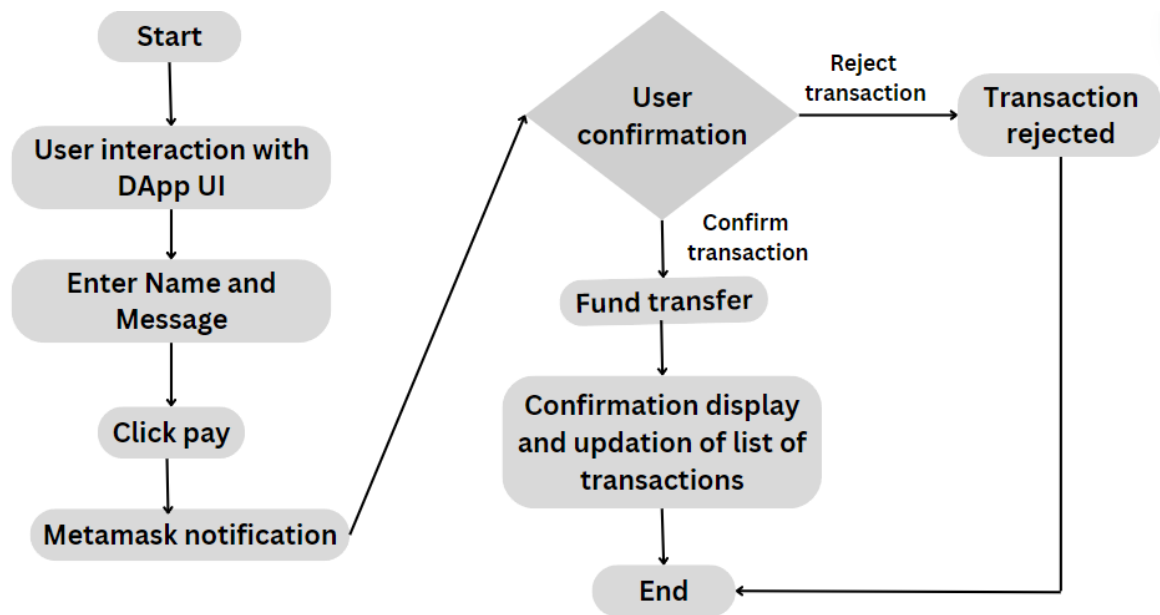 Start
User interaction with
DApp UI
Enter Name and
Message
Click pay
Metamask notification
User
confirmation
Reject
transaction
Transaction
rejected
Confirm
transaction
Fund transfer
Confirmation display
and updation of list of
transactions
End